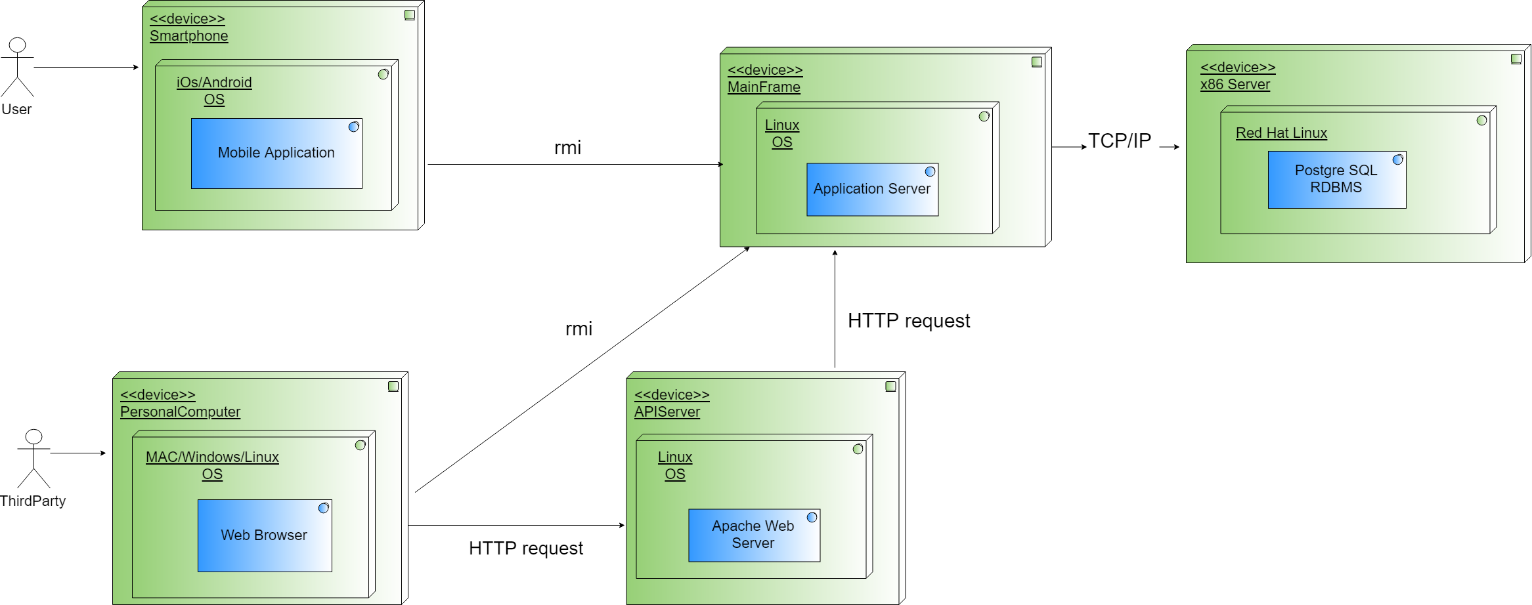 <<device>>
Smartphone
iOs/Android
OS
Mobile Application
User
rmi
<<device>>
MainFrame
Linux
OS
Application Server
TCP/IP
<<device>>
x86 Server
Red Hat Linux
Postgre SQL
RDBMS
rmi
HTTP request
<<device>>
PersonalComputer
MAC/Windows/Linux
OS
Web Browser
ThirdParty
HTTP request
<<device>>
APIServer
Linux
OS
Apache Web
Server